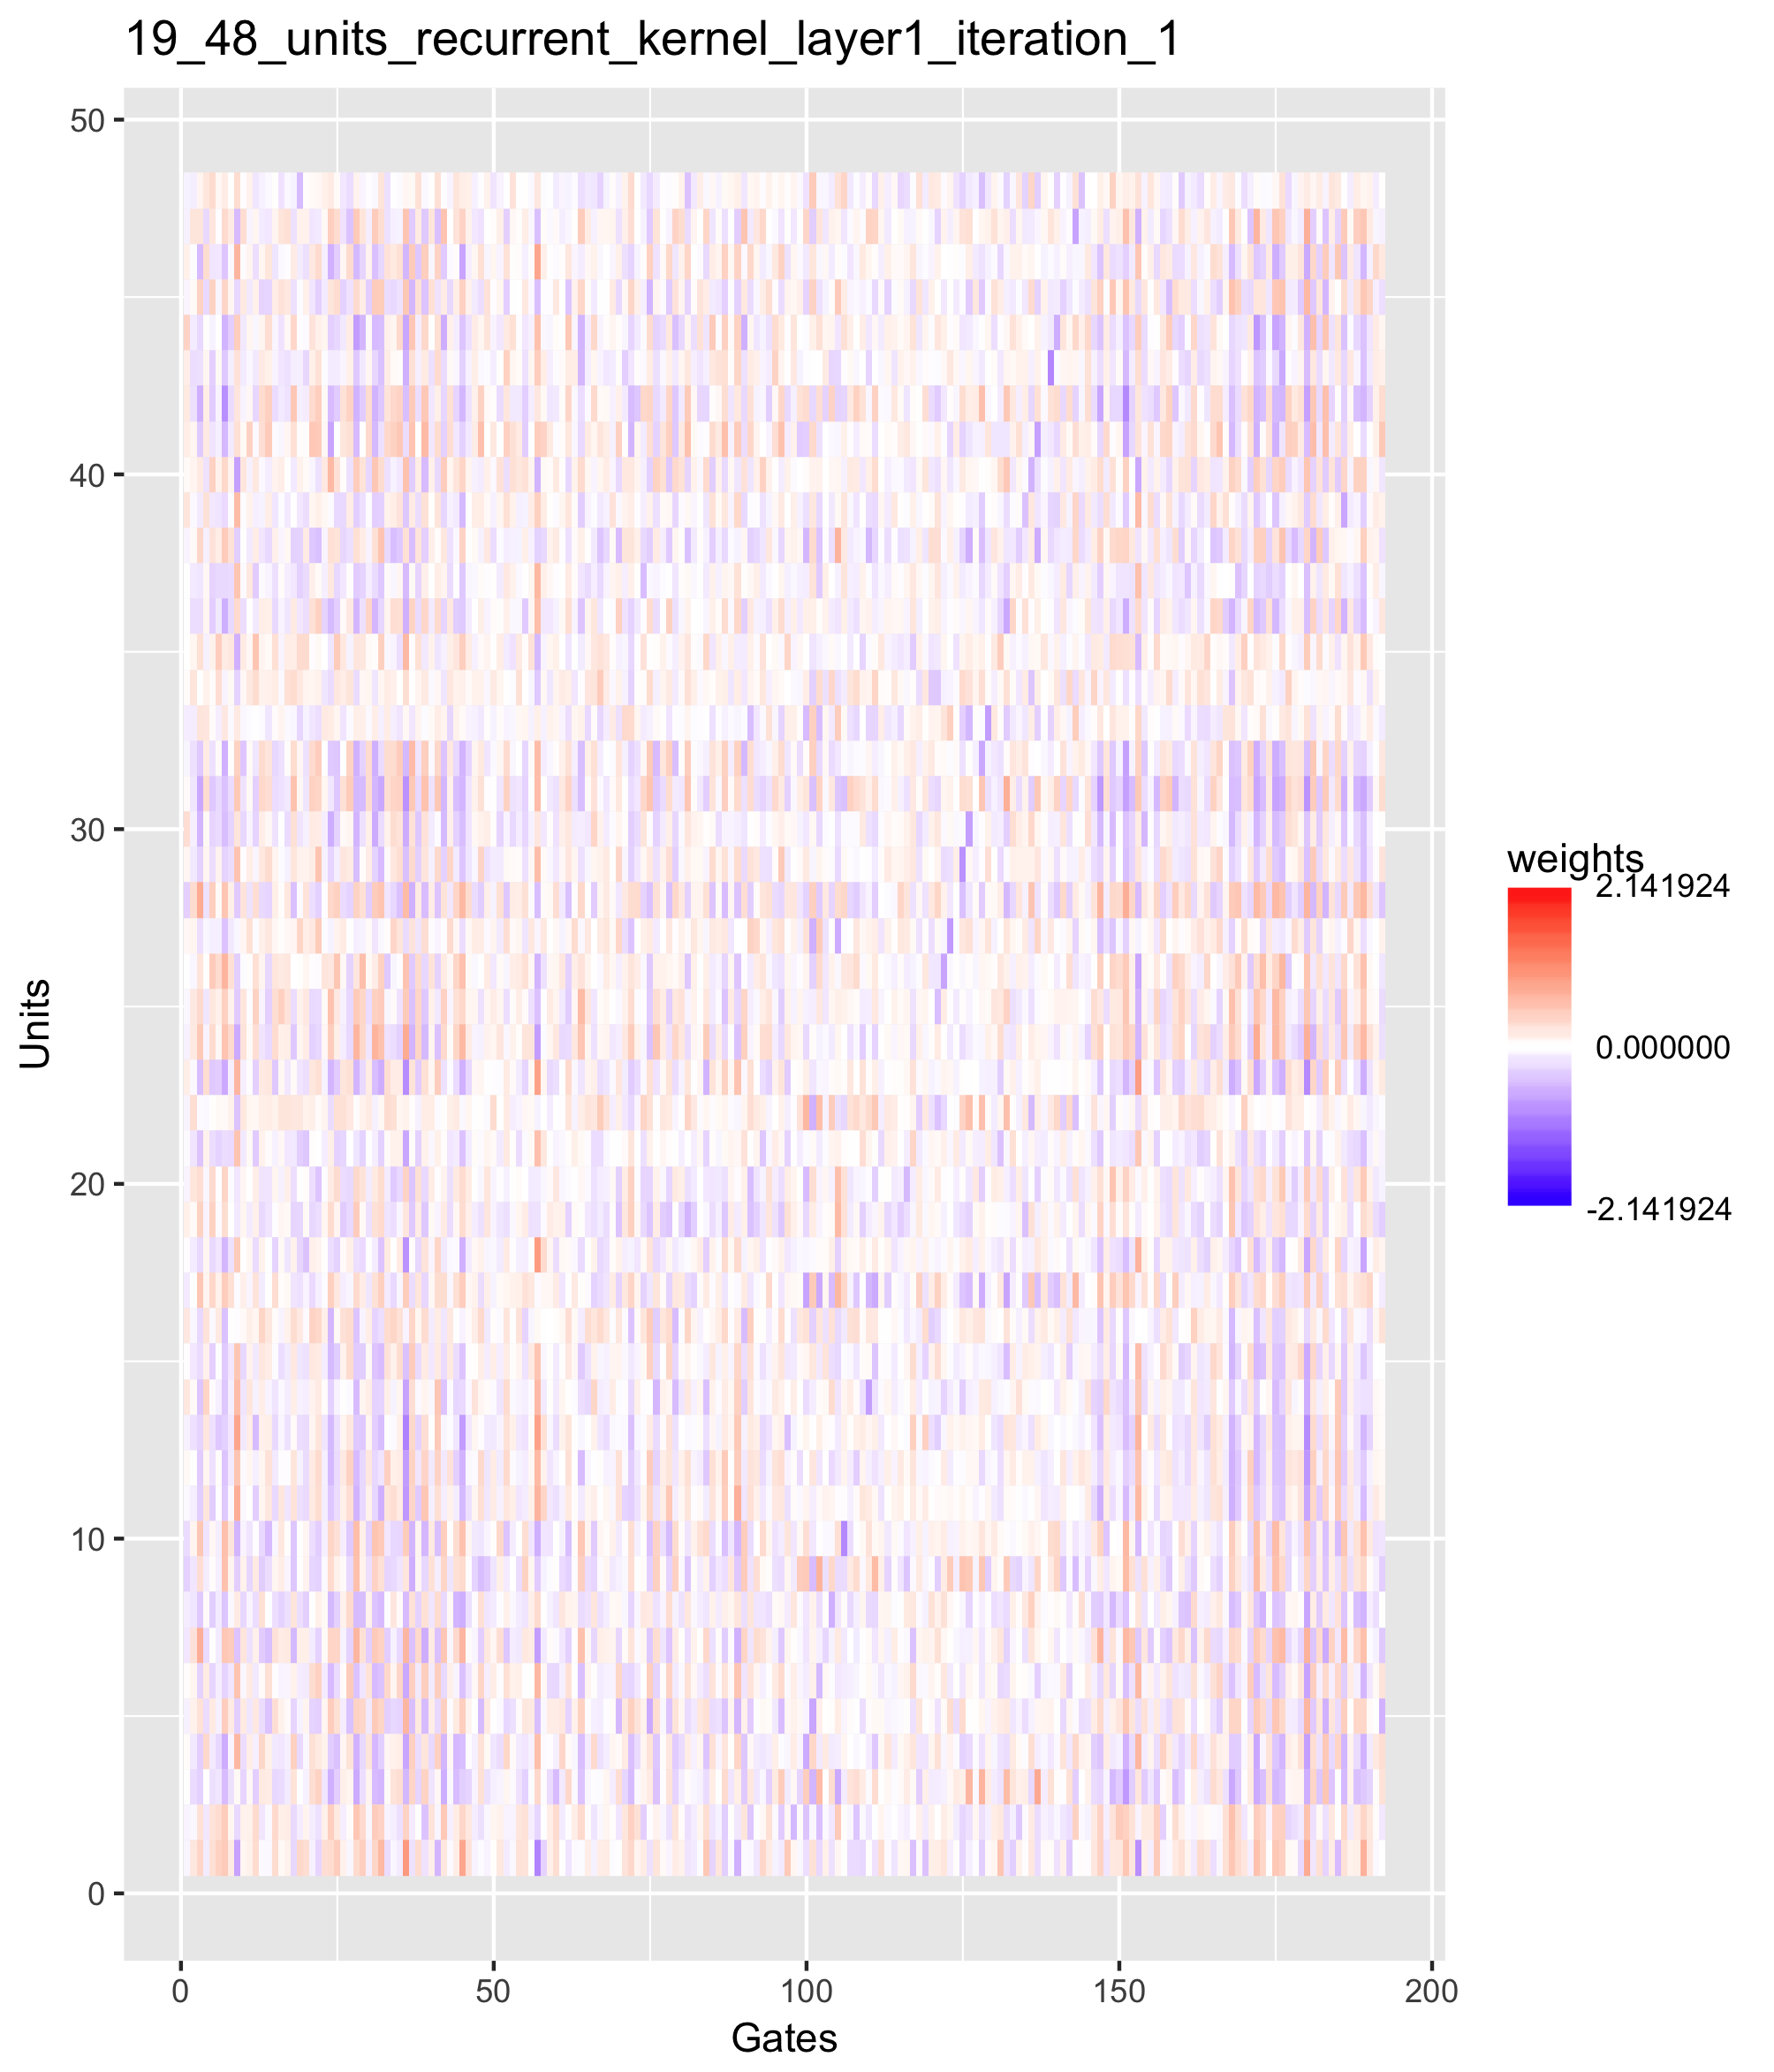 19_48_units_recurrent_kernel_layer1_iteration_1
50
40
30
20
10
0
Units
0 50 100 150 200
Gates
weights
2.141924
0.000000
-2.141924